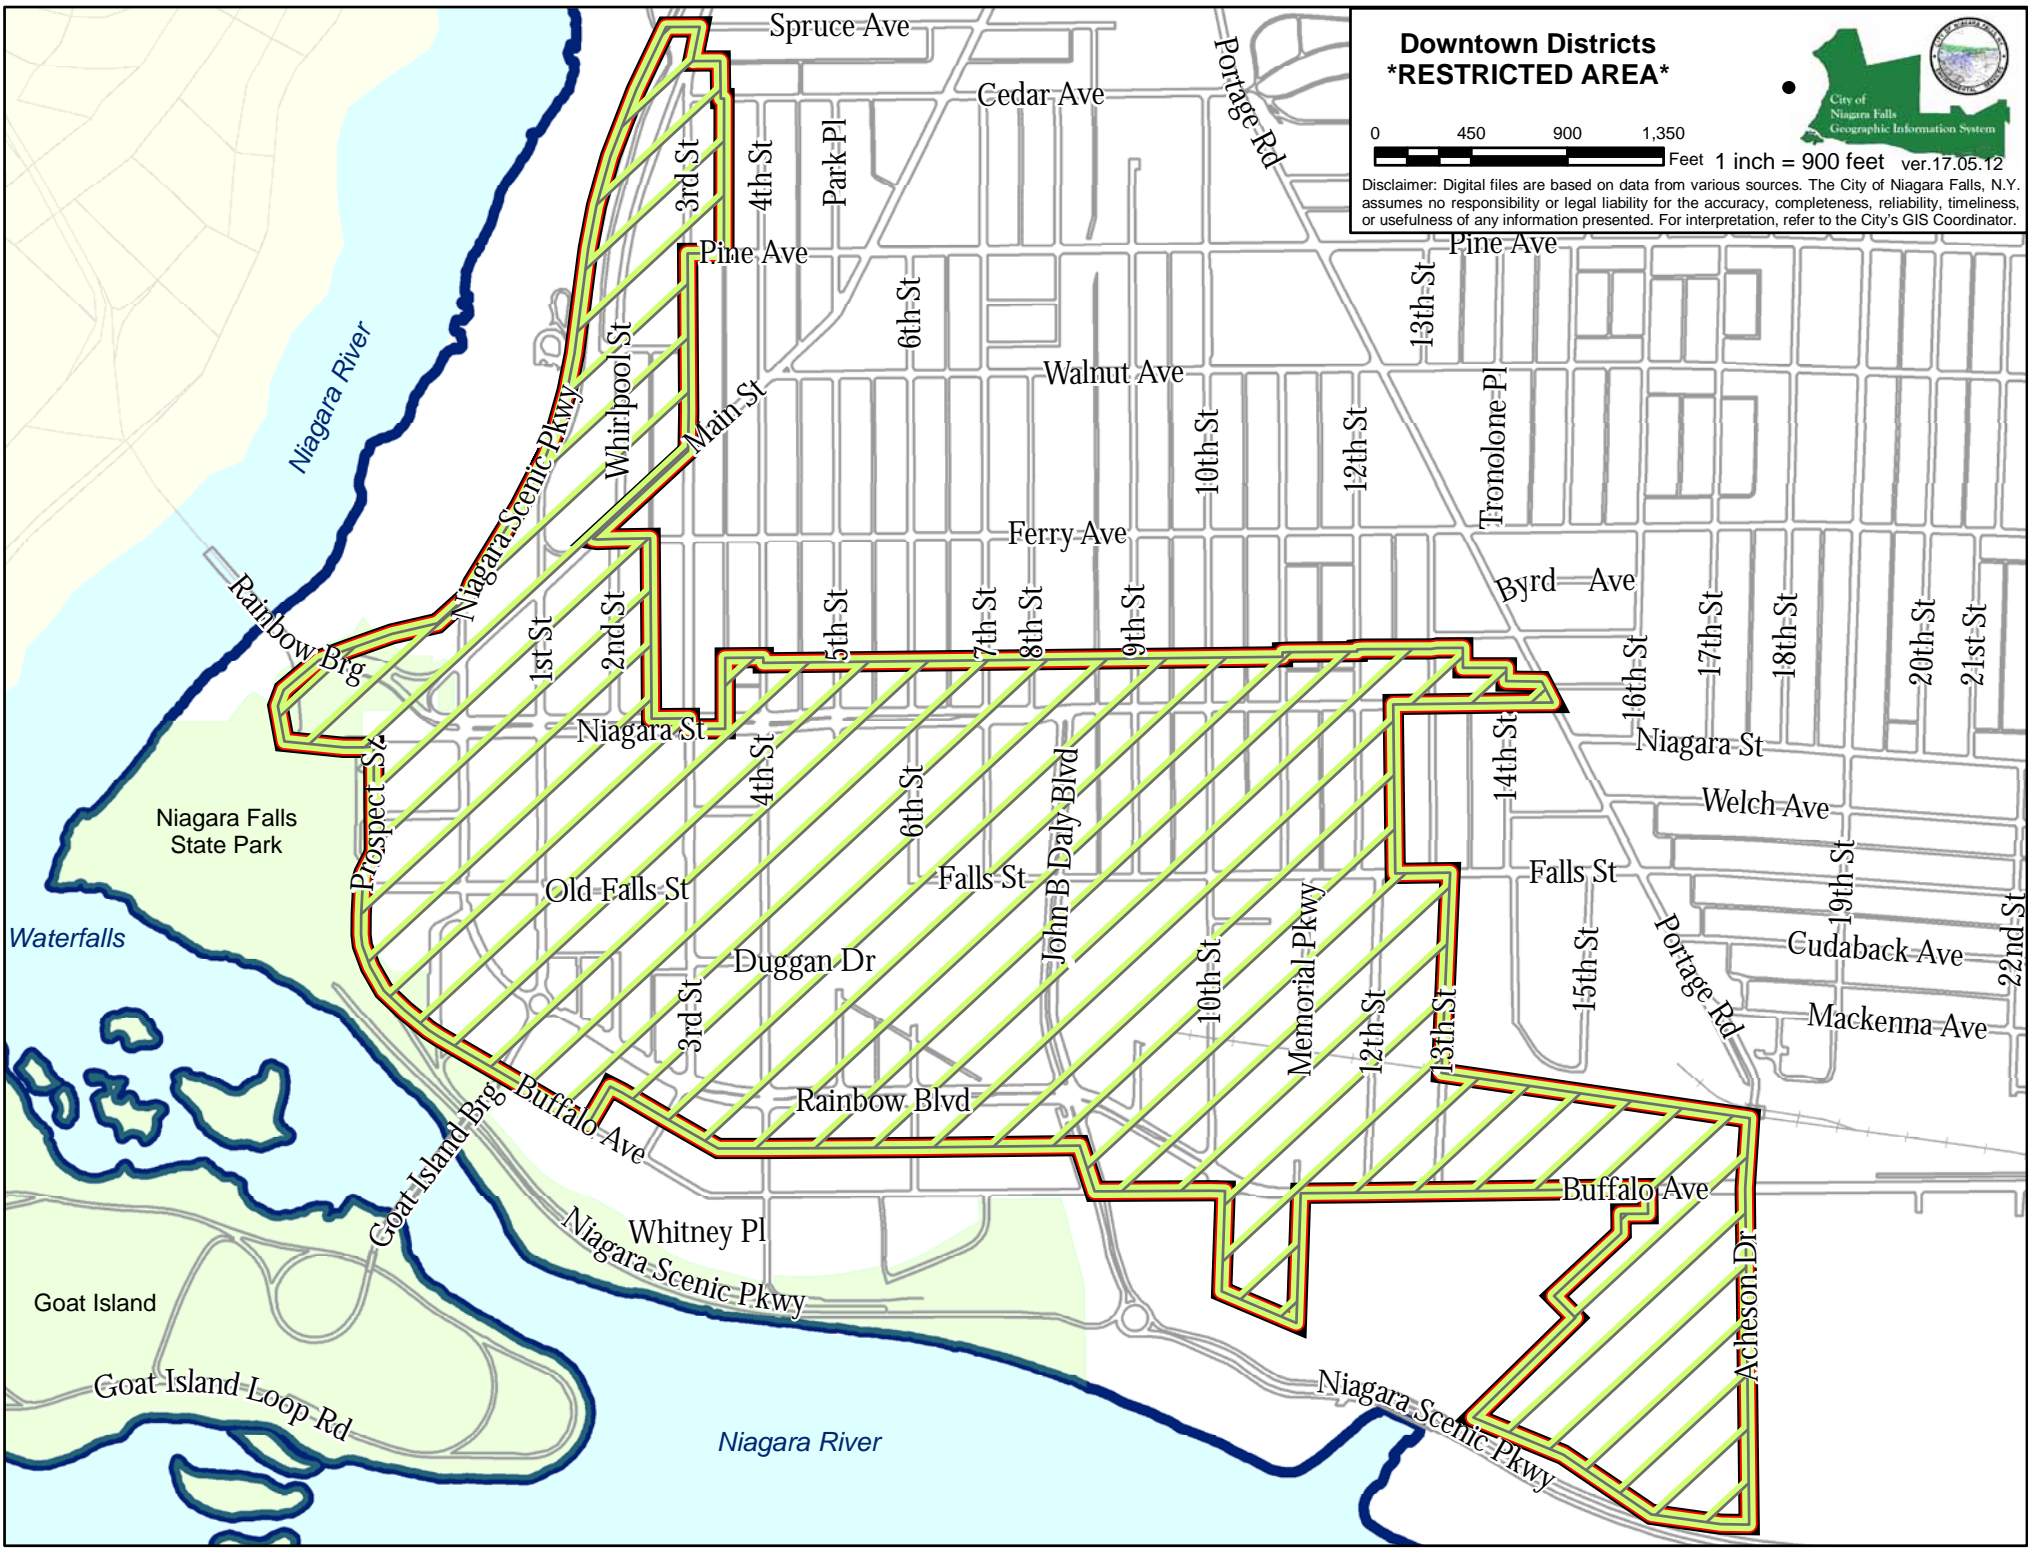 Downtown Districts
*RESTRICTED AREA*
0 450 900 1,350
Feet 1 inch = 900 feet ver.17.05.12
Disclaimer: Digital files are based on data from various sources. The City of Niagara Falls, N.Y.
assumes no responsibility or legal liability for the accuracy, completeness, reliability, timeliness,
or usefulness of any information presented. For interpretation, refer to the City's GIS Coordinator.
City of
Niagara Falls
Geographic Information System
Spruce Ave
Cedar Ave
Portage Rd
3rd St
4th St
Park Pl
Pine Ave
Pine Ave
Niagara River
Whirlpool St
6th St
13th St
Walnut Ave
Main St
Niagara Scenic Pkwy
10th St
12th St
Tronolone Pl
Ferry Ave
Byrd Ave
Rainbow Brg
1st St
2nd St
5th St
7th St
8th St
9th St
16th St
17th St
18th St
20th St
21st St
Niagara St
Niagara St
Prospect St
4th St
6th St
John B Daly Blvd
14th St
Welch Ave
Niagara Falls
State Park
Old Falls St
Falls St
Falls St
19th St
22nd St
Waterfalls
Duggan Dr
3rd St
10th St
Memorial Pkwy
12th St
13th St
15th St
Portage Rd
Cudaback Ave
Mackenna Ave
Rainbow Blvd
Buffalo Ave
Goat Island Brg
Buffalo Ave
Whitney Pl
Niagara Scenic Pkwy
Acheson Dr
Goat Island
Goat Island Loop Rd
Niagara Scenic Pkwy
Niagara River